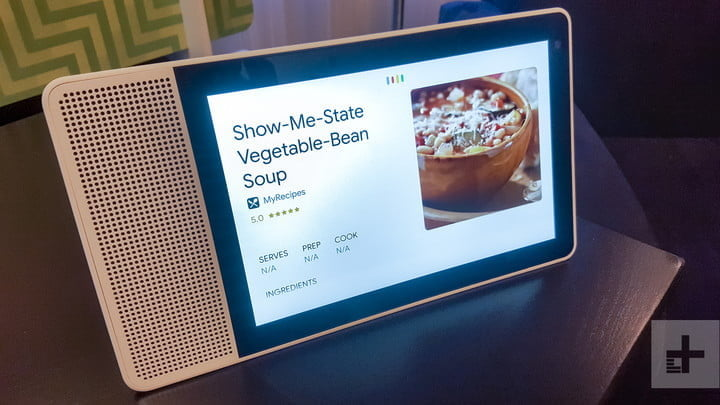 Show-Me-State
Vegetable-Bean
Soup
MyRecipes
5.0 ★★★★★
SERVES PREP COOK
N/A N/A N/A
INGREDIENTS